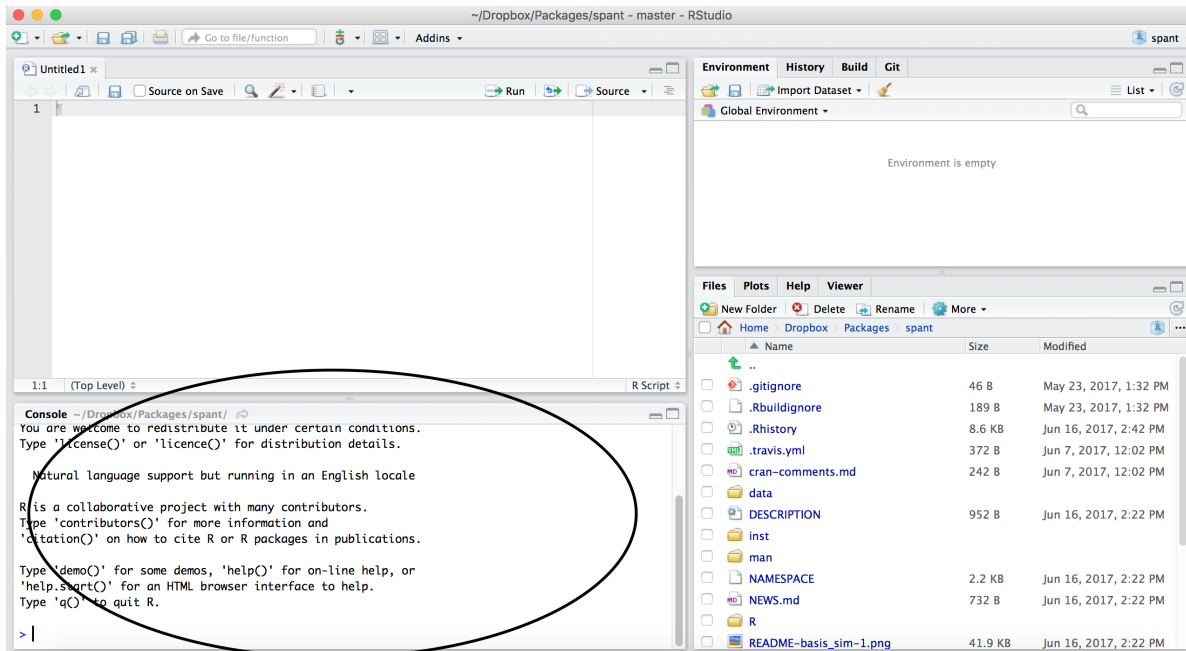 ~/Dropbox/Packages/spant - master - RStudio
Go to file/function
Addins
spant
Untitled1
Source on Save
Run
Source
1
1:1 (Top Level)
R Script
Console ~/Dropbox/Packages/spant/
You are welcome to redistribute it under certain conditions.
Type 'license()' or 'licence()' for distribution details.
Natural language support but running in an English locale
R is a collaborative project with many contributors.
Type 'contributors()' for more information and
'citation()' on how to cite R or R packages in publications.
Type 'demo()' for some demos, 'help()' for on-line help, or
'help.start()' for an HTML browser interface to help.
Type 'q()' to quit R.
>
Environment History Build Git
Import Dataset
List
Global Environment
Environment is empty
Files Plots Help Viewer
New Folder Delete Rename More
Home Dropbox Packages spant
Name Size Modified
..
.gitignore 46 B May 23, 2017, 1:32 PM
.Rbuildignore 189 B May 23, 2017, 1:32 PM
.Rhistory 8.6 KB Jun 16, 2017, 2:42 PM
.travis.yml 372 B Jun 7, 2017, 12:02 PM
cran-comments.md 242 B Jun 7, 2017, 12:02 PM
data
DESCRIPTION 952 B Jun 16, 2017, 2:22 PM
inst
man
NAMESPACE 2.2 KB Jun 16, 2017, 2:22 PM
NEWS.md 732 B Jun 16, 2017, 2:22 PM
R
README-basis_sim-1.png 41.9 KB Jun 16, 2017, 2:22 PM